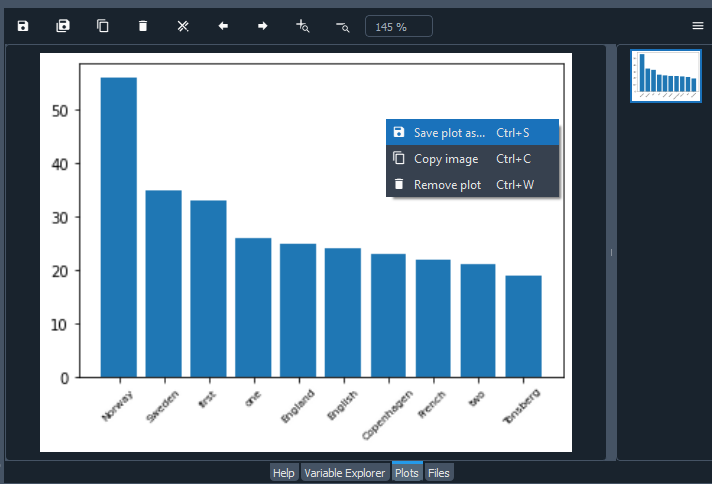 145 %
50
40
30
20
10
0
Save plot as... Ctrl+S
Copy image Ctrl+C
Remove plot Ctrl+W
Norway
Sweden
first
one
England
English
Copenhagen
French
two
Tonsberg
Help
Variable Explorer
Plots
Files